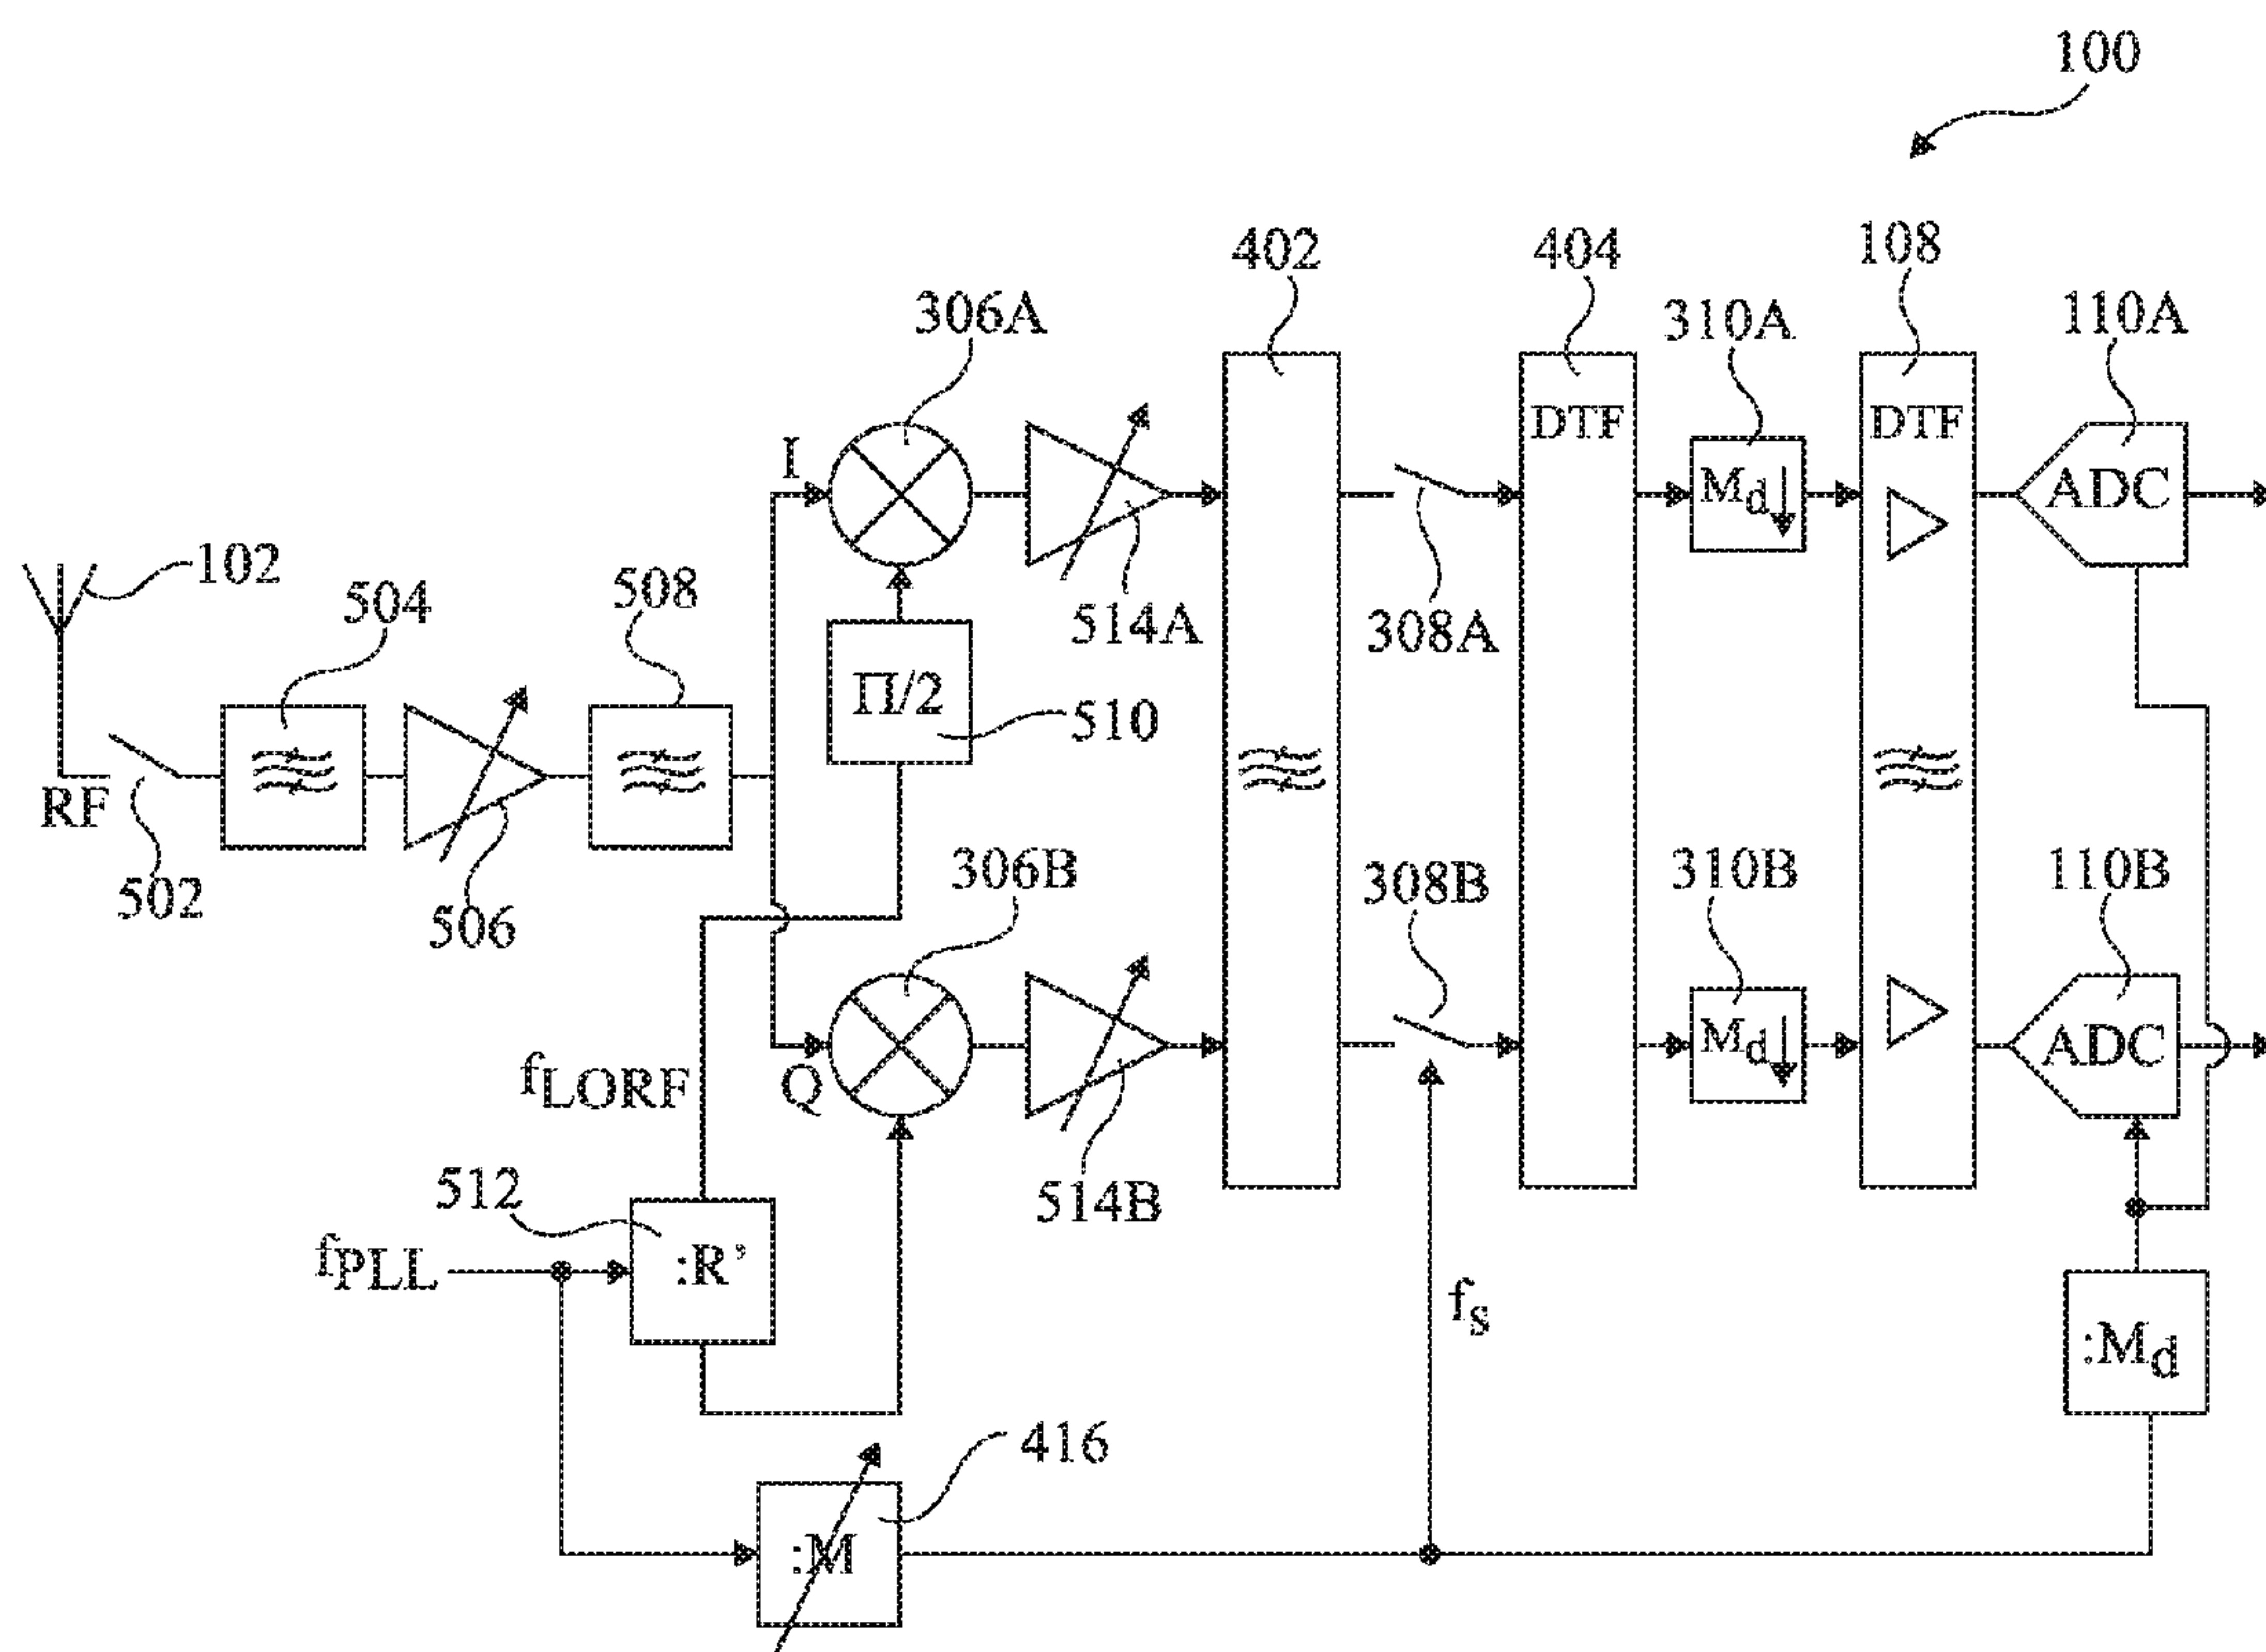 100
402
404
108
306A
310A
110A
I
DTF
DTF
Md
ADC
102
504
508
514A
308A
Π/2
510
RF
502
506
306B
308B
310B
110B
fLORF
Q
Md
ADC
512
514B
fPLL
:R’
fs
:Md
416
:M